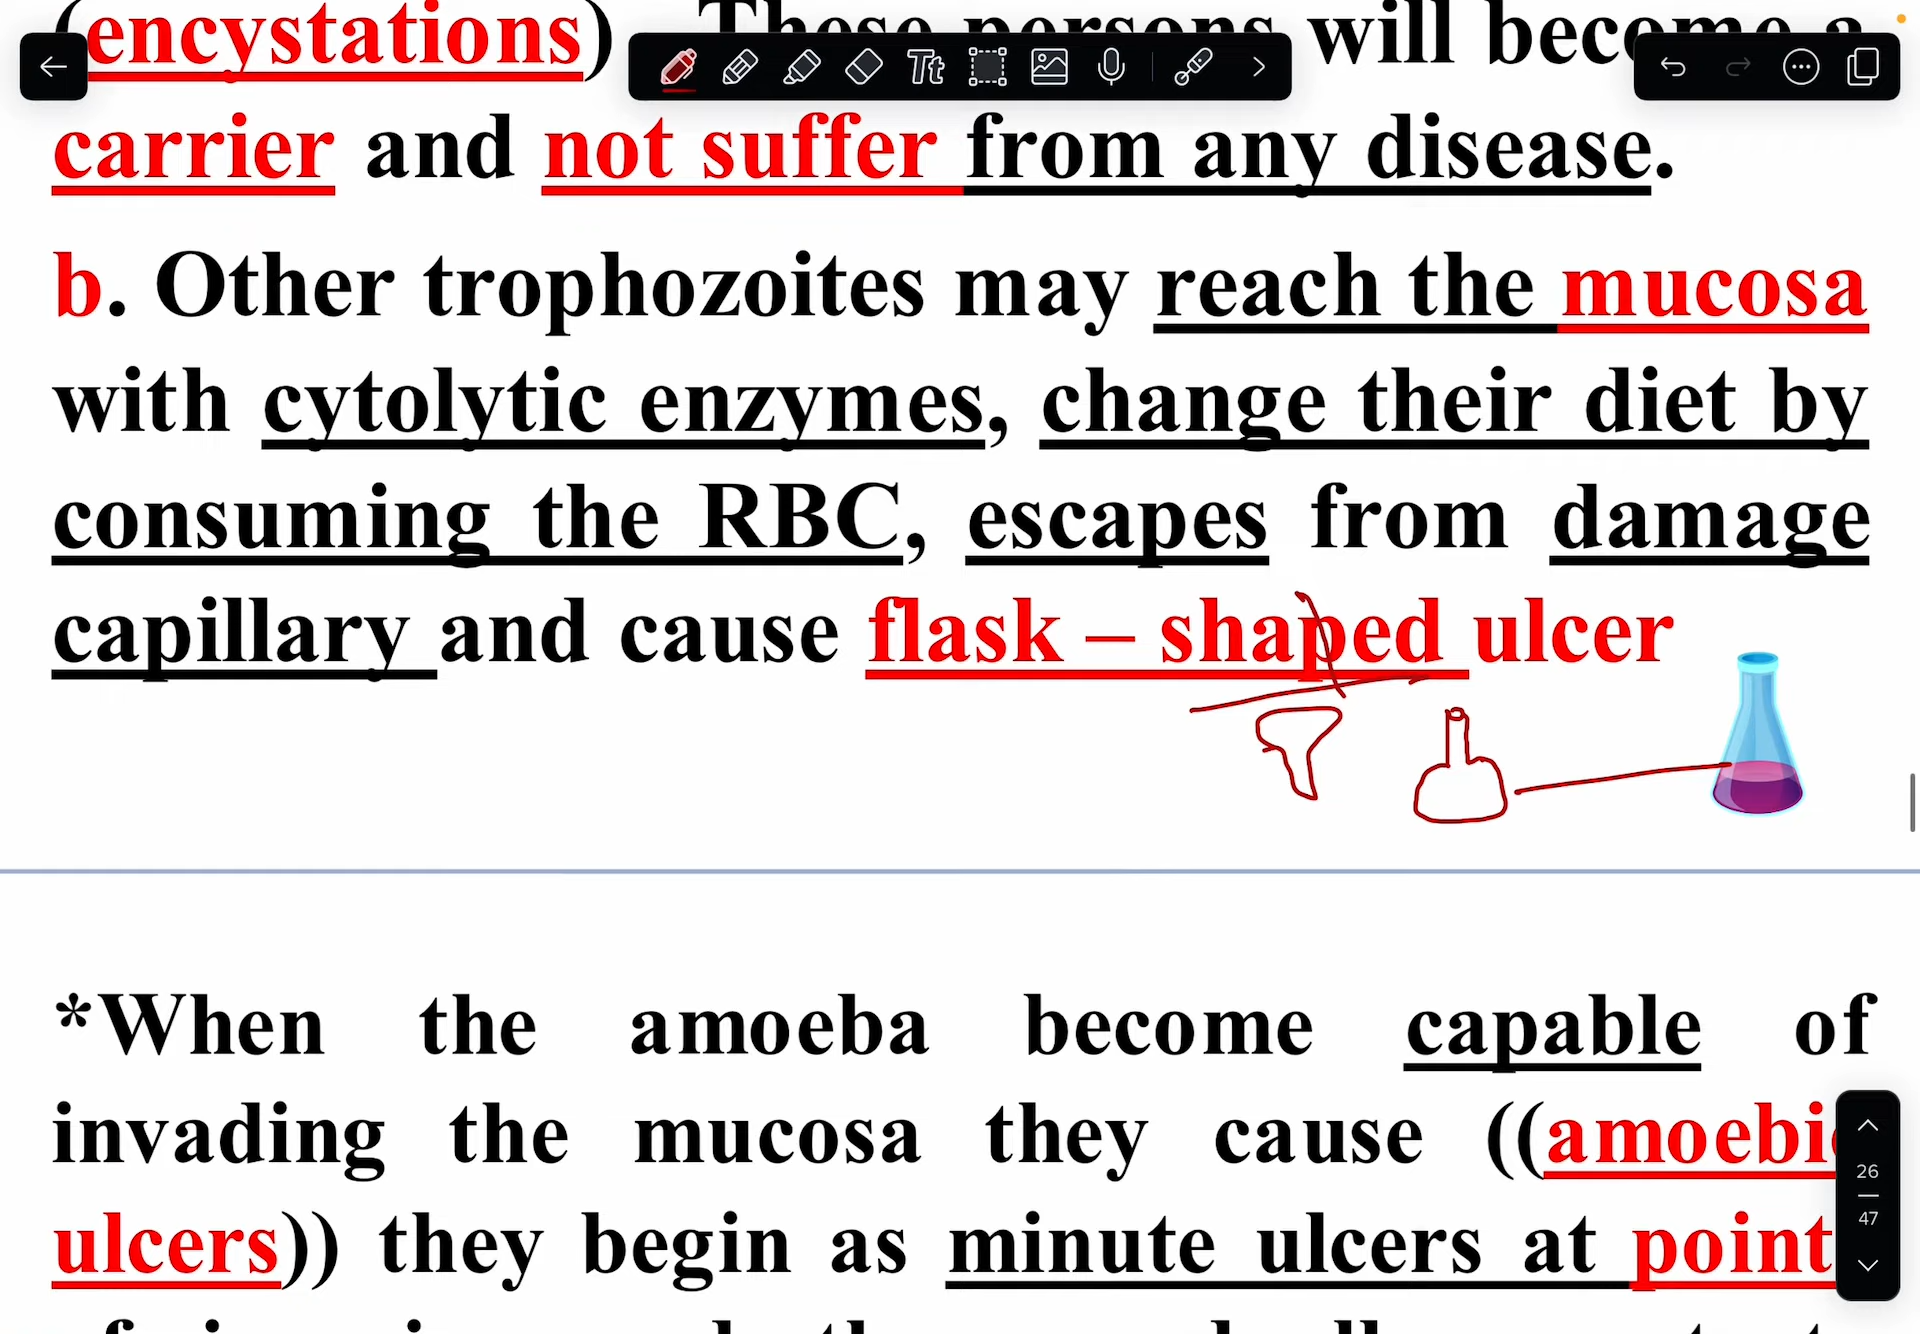 (encystations) These persons will become a
carrier and not suffer from any disease.
b. Other trophozoites may reach the mucosa
with cytolytic enzymes, change their diet by
consuming the RBC, escapes from damage
capillary and cause flask – shaped ulcer
*When the amoeba become capable of
invading the mucosa they cause ((amoebic
26
47
ulcers)) they begin as minute ulcers at point